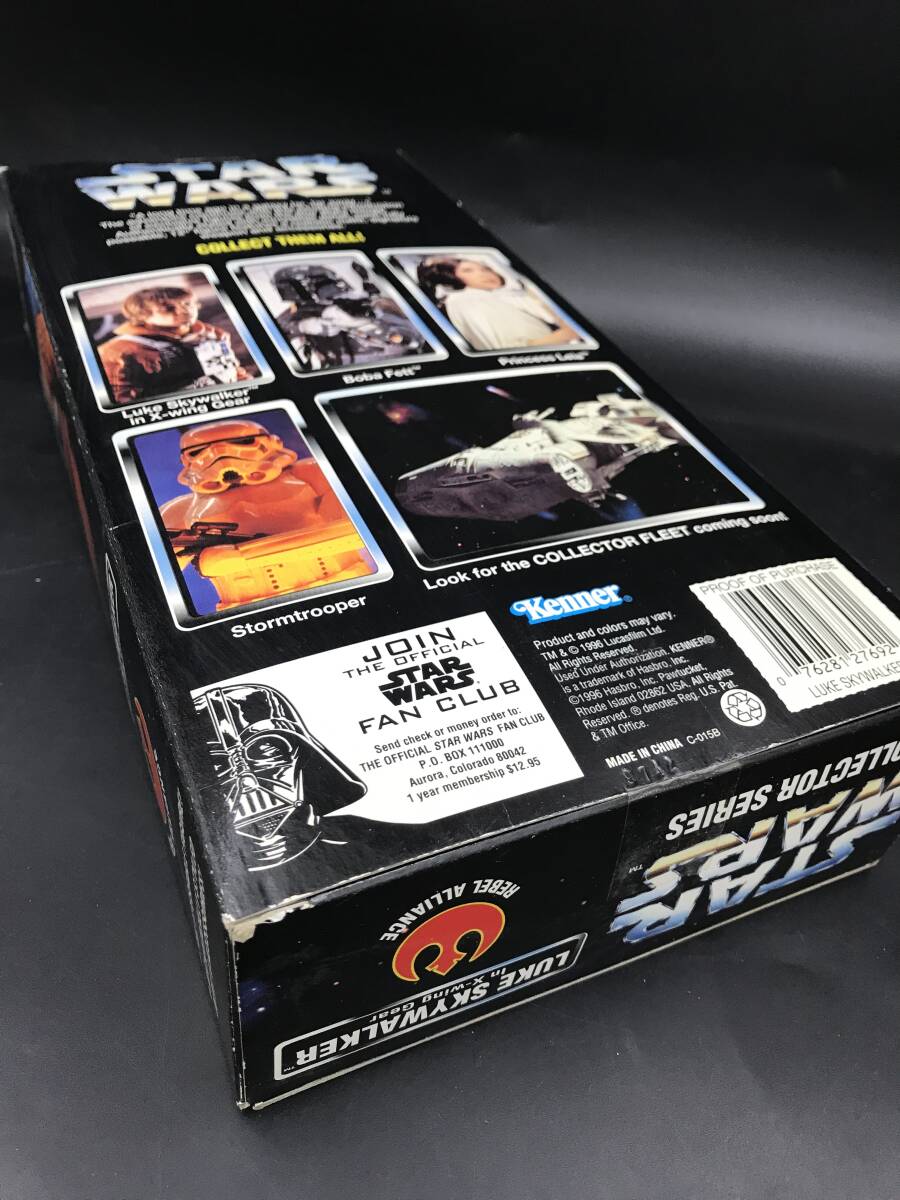 STAR
WARS
COLLECT THEM ALL!
Luke Skywalker™
in X-wing Gear
Boba Fett™
Princess Leia™
Stormtrooper
Look for the COLLECTOR FLEET coming soon!
JOIN
THE OFFICIAL
STAR
WARS
FAN CLUB
Send check or money order to:
THE OFFICIAL STAR WARS FAN CLUB
P.O. BOX 111000
Aurora, Colorado 80042
1 year membership $12.95
Kenner®
Product and colors may vary.
TM & © 1996 Lucasfilm Ltd.
All Rights Reserved.
Used Under Authorization. KENNER®
is a trademark of Hasbro, Inc.
©1996 Hasbro, Inc. Pawtucket,
Rhode Island 02862 USA. All Rights
Reserved. ® denotes Reg. U.S. Pat.
& TM Office.
MADE IN CHINA C-015B
PROOF OF PURCHASE
0 76281 27692
LUKE SKYWALKER
STAR
WARS™
COLLECTOR SERIES
REBEL ALLIANCE
LUKE SKYWALKER™
in X-wing Gear